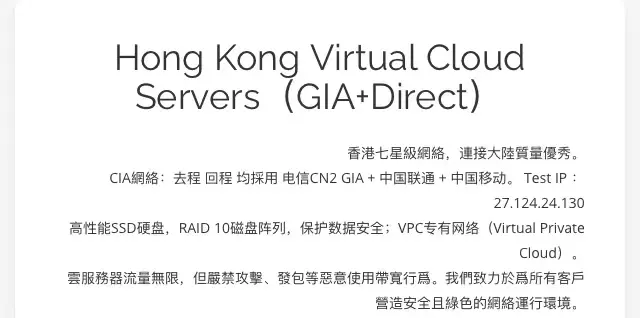 Hong Kong Virtual Cloud
Servers（GIA+Direct）
香港七星級網絡，連接大陸質量優秀。
CIA網絡：去程 回程 均採用 电信CN2 GIA + 中国联通 + 中国移动。 Test IP：
27.124.24.130
高性能SSD硬盘，RAID 10磁盘阵列，保护数据安全；VPC专有网络（Virtual Private
Cloud）。
雲服務器流量無限，但嚴禁攻擊、發包等惡意使用帶寬行爲。我們致力於爲所有客戶
營造安全且綠色的網絡運行環境。